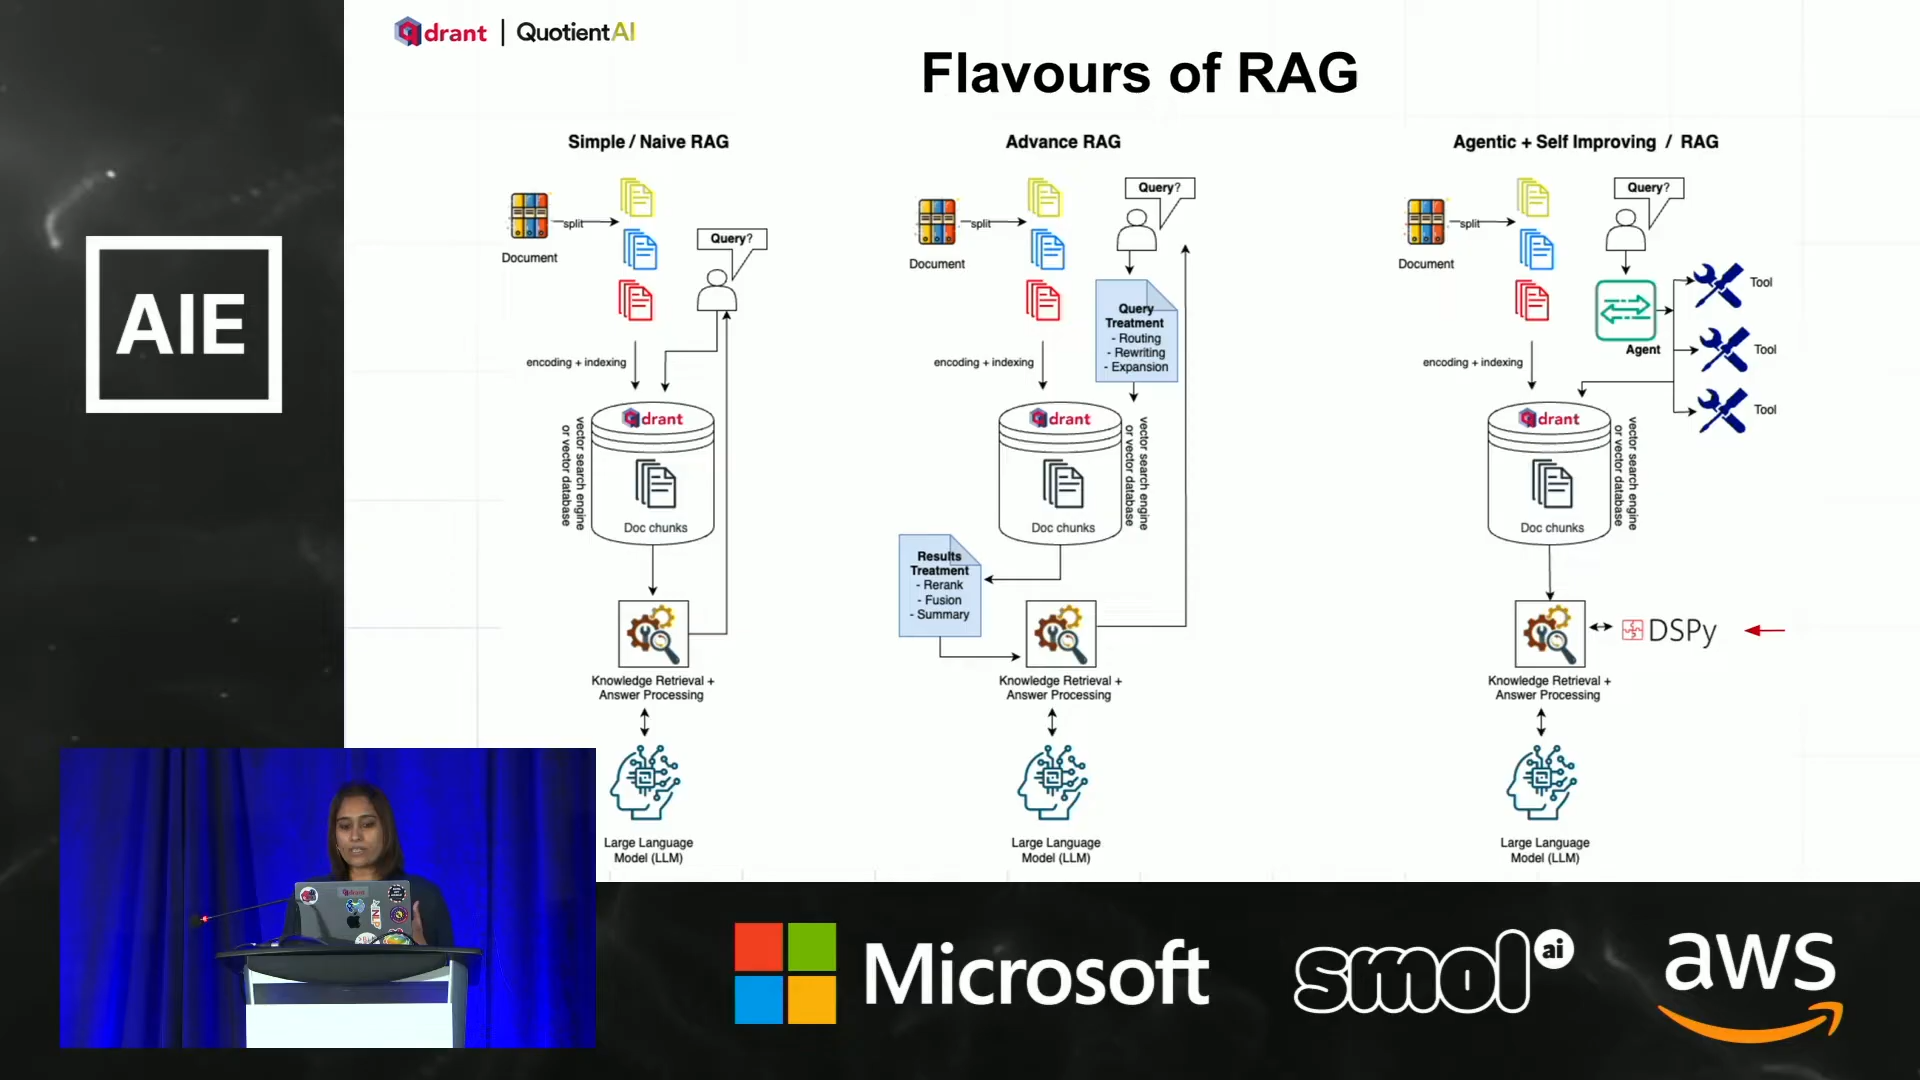 qdrant | QuotientAI
Flavours of RAG
Simple / Naive RAG
split
Document
Query?
encoding + indexing
qdrant
vector search engine
or vector database
Doc chunks
Knowledge Retrieval +
Answer Processing
Large Language
Model (LLM)
Advance RAG
split
Document
Query?
Query
Treatment
- Routing
- Rewriting
- Expansion
encoding + indexing
qdrant
vector search engine
or vector database
Doc chunks
Results
Treatment
- Rerank
- Fusion
- Summary
Knowledge Retrieval +
Answer Processing
Large Language
Model (LLM)
Agentic + Self Improving / RAG
split
Document
Query?
Agent
Tool
Tool
Tool
encoding + indexing
qdrant
vector search engine
or vector database
Doc chunks
DSPy
Knowledge Retrieval +
Answer Processing
Large Language
Model (LLM)
AIE
qdrant
Microsoft
smol ai
aws